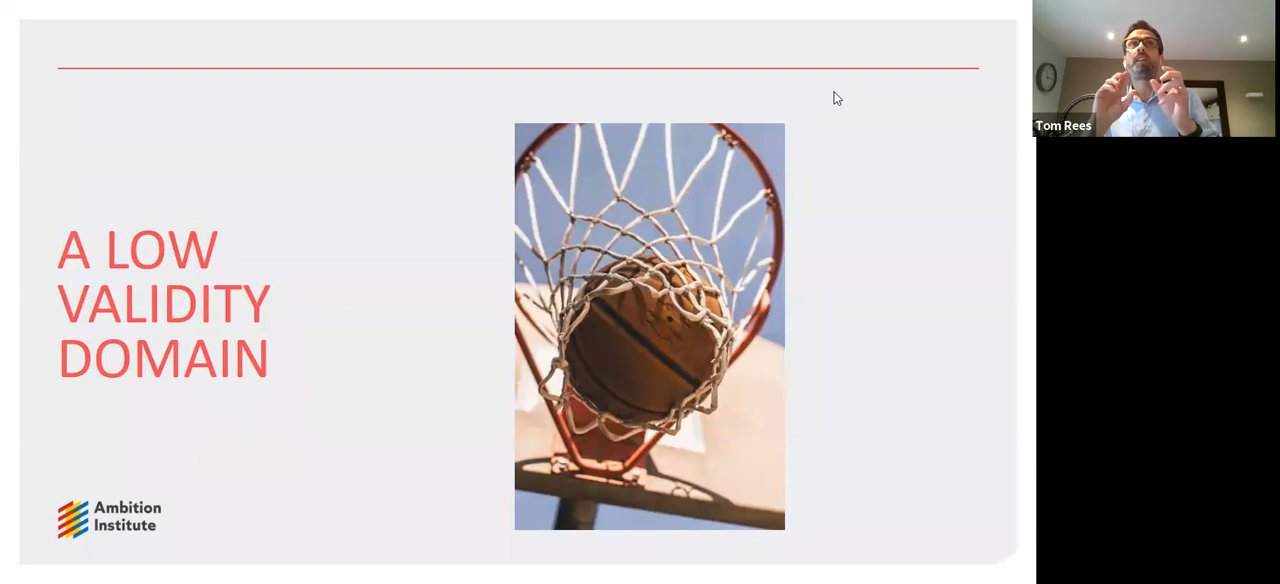 A LOW
VALIDITY
DOMAIN
Ambition
Institute
Tom Rees